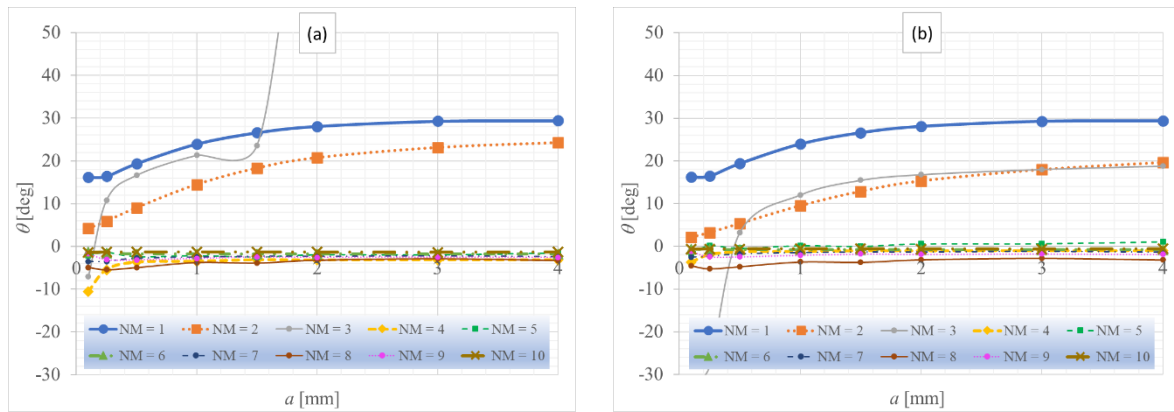 (a)
50
40
30
20
10
0
-10
-20
-30
θ [deg]
0 1 2 3 4
NM = 1 NM = 2 NM = 3 NM = 4 NM = 5
NM = 6 NM = 7 NM = 8 NM = 9 NM = 10
a [mm]
(b)
50
40
30
20
10
0
-10
-20
-30
θ [deg]
0 1 2 3 4
NM = 1 NM = 2 NM = 3 NM = 4 NM = 5
NM = 6 NM = 7 NM = 8 NM = 9 NM = 10
a [mm]